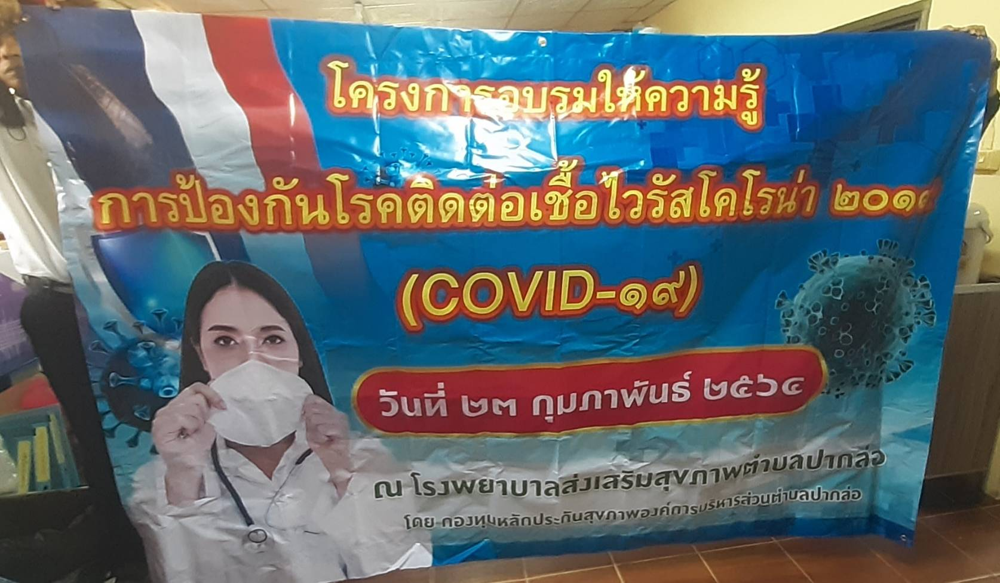 โครงการอบรมให้ความรู้
การป้องกันโรคติดต่อเชื้อไวรัสโคโรน่า ๒๐๑๙
(COVID-๑๙)
วันที่ ๒๓ กุมภาพันธ์ ๒๕๖๔
ณ โรงพยาบาลส่งเสริมสุขภาพตำบลปากล่อ
โดย กองทุนหลักประกันสุขภาพองค์การบริหารส่วนตำบลปากล่อ